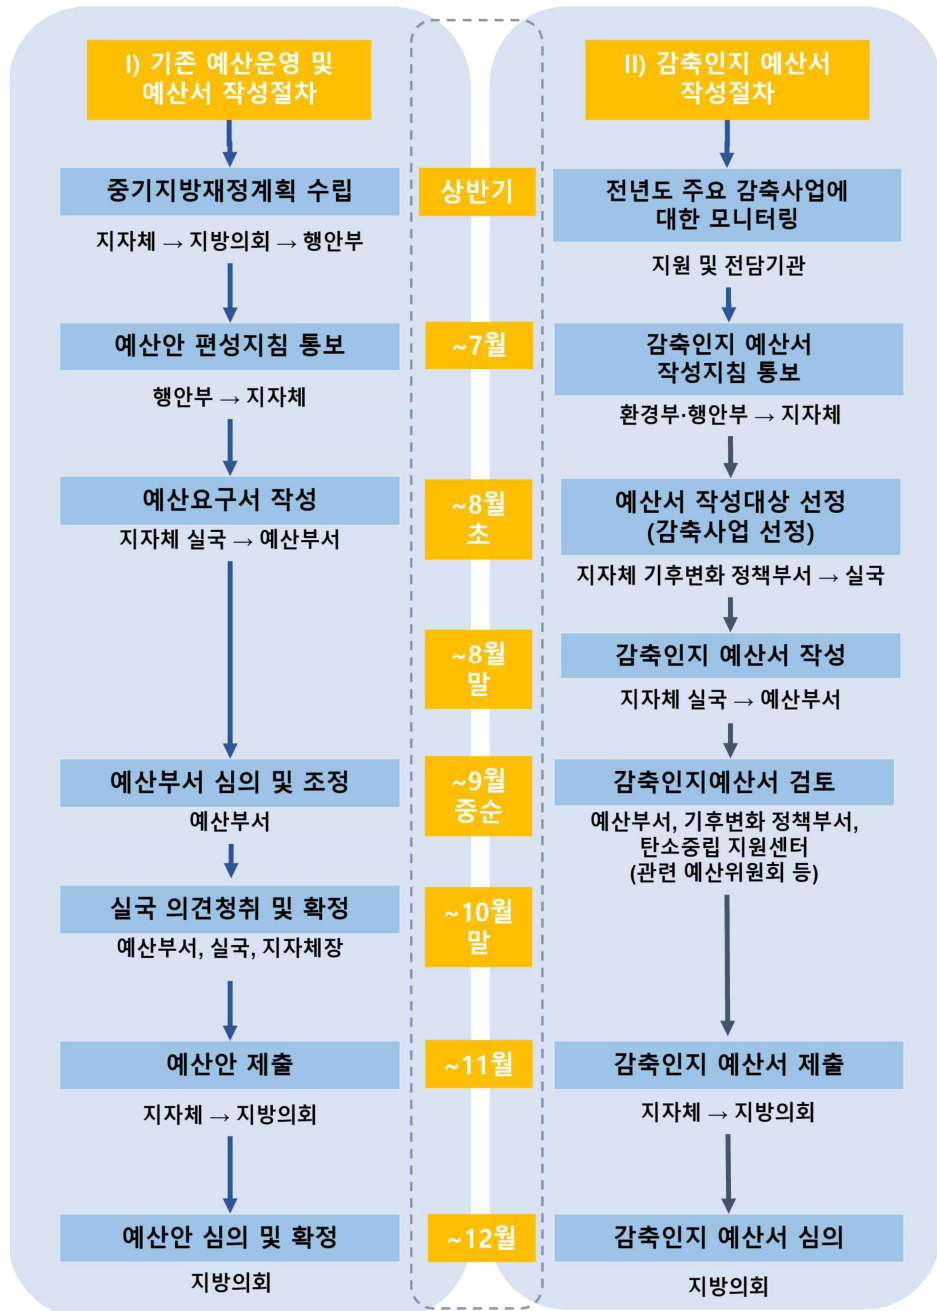 I) 기존 예산운영 및
예산서 작성절차
II) 감축인지 예산서
작성절차
중기지방재정계획 수립
지자체 → 지방의회 → 행안부
상반기
전년도 주요 감축사업에
대한 모니터링
지원 및 전담기관
예산안 편성지침 통보
행안부 → 지자체
~7월
감축인지 예산서
작성지침 통보
환경부·행안부 → 지자체
예산요구서 작성
지자체 실국 → 예산부서
~8월
초
예산서 작성대상 선정
(감축사업 선정)
지자체 기후변화 정책부서 → 실국
~8월
말
감축인지 예산서 작성
지자체 실국 → 예산부서
예산부서 심의 및 조정
예산부서
~9월
중순
감축인지예산서 검토
예산부서, 기후변화 정책부서,
탄소중립 지원센터
(관련 예산위원회 등)
실국 의견청취 및 확정
예산부서, 실국, 지자체장
~10월
말
예산안 제출
지자체 → 지방의회
~11월
감축인지 예산서 제출
지자체 → 지방의회
예산안 심의 및 확정
지방의회
~12월
감축인지 예산서 심의
지방의회